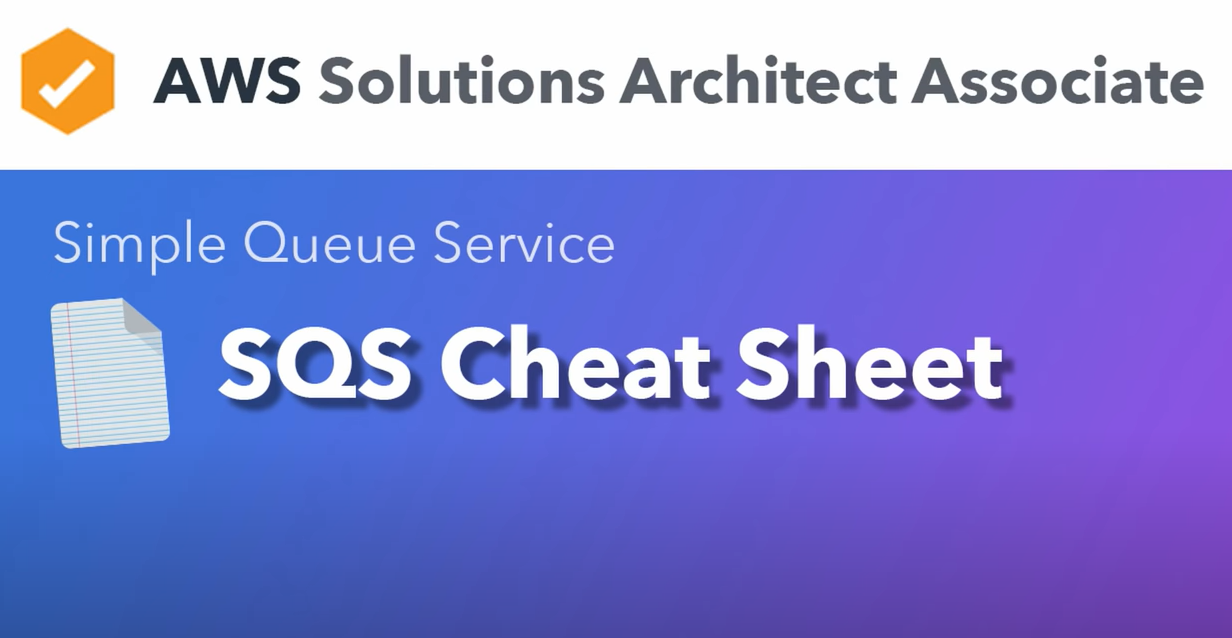 AWS Solutions Architect Associate
Simple Queue Service
SQS Cheat Sheet